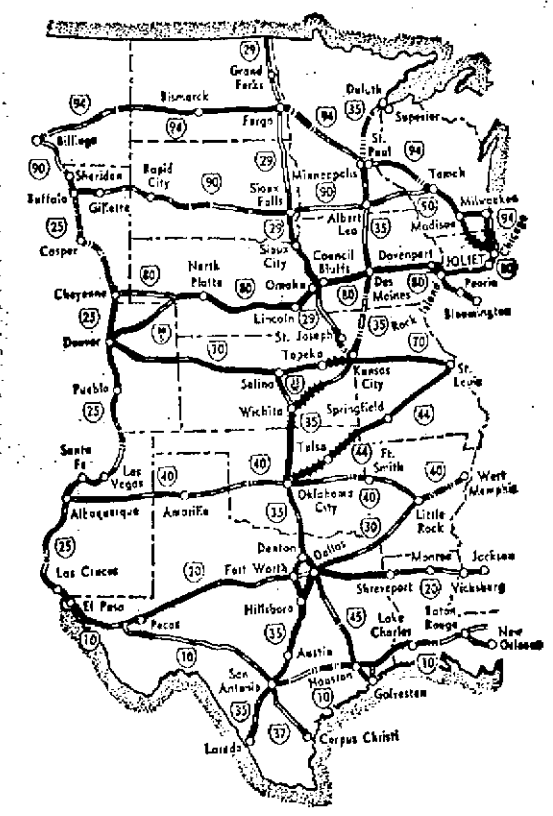 29
Grand
Forks
Duluth
94
Bismarck
35
Superior
94
Fargo
94
St.
Paul
94
Billings
90
Sheridan
Rapid
City
29
Minneapolis
Tomah
90
90
90
Milwaukee
Buffalo
Gillette
Sioux
Falls
Albert
Lea
Madison
94
25
29
35
Chicago
Casper
Sioux
City
Council
Bluffs
Davenport
JOLIET
80
80
North
Platte
Omaha
80
Peoria
Cheyenne
80
80
Des
Moines
Rock Island
Bloomington
25
Lincoln
29
St. Joseph
35
Denver
70
Topeka
70
Salina
Kansas
City
St.
Louis
Pueblo
Wichita
35
Springfield
44
25
Tulsa
44
Santa
Fe
Las
Vegas
40
40
Ft.
Smith
40
West
Memphis
Albuquerque
Amarillo
Oklahoma
City
40
Little
Rock
35
30
25
Denton
Dallas
Monroe
Jackson
Las Cruces
20
Fort Worth
El Paso
Shreveport
20
Vicksburg
Hillsboro
45
Lake
Charles
Baton
Rouge
10
Pecos
35
New
Orleans
10
Austin
San
Antonio
Houston
10
10
Galveston
35
37
Laredo
Corpus Christi